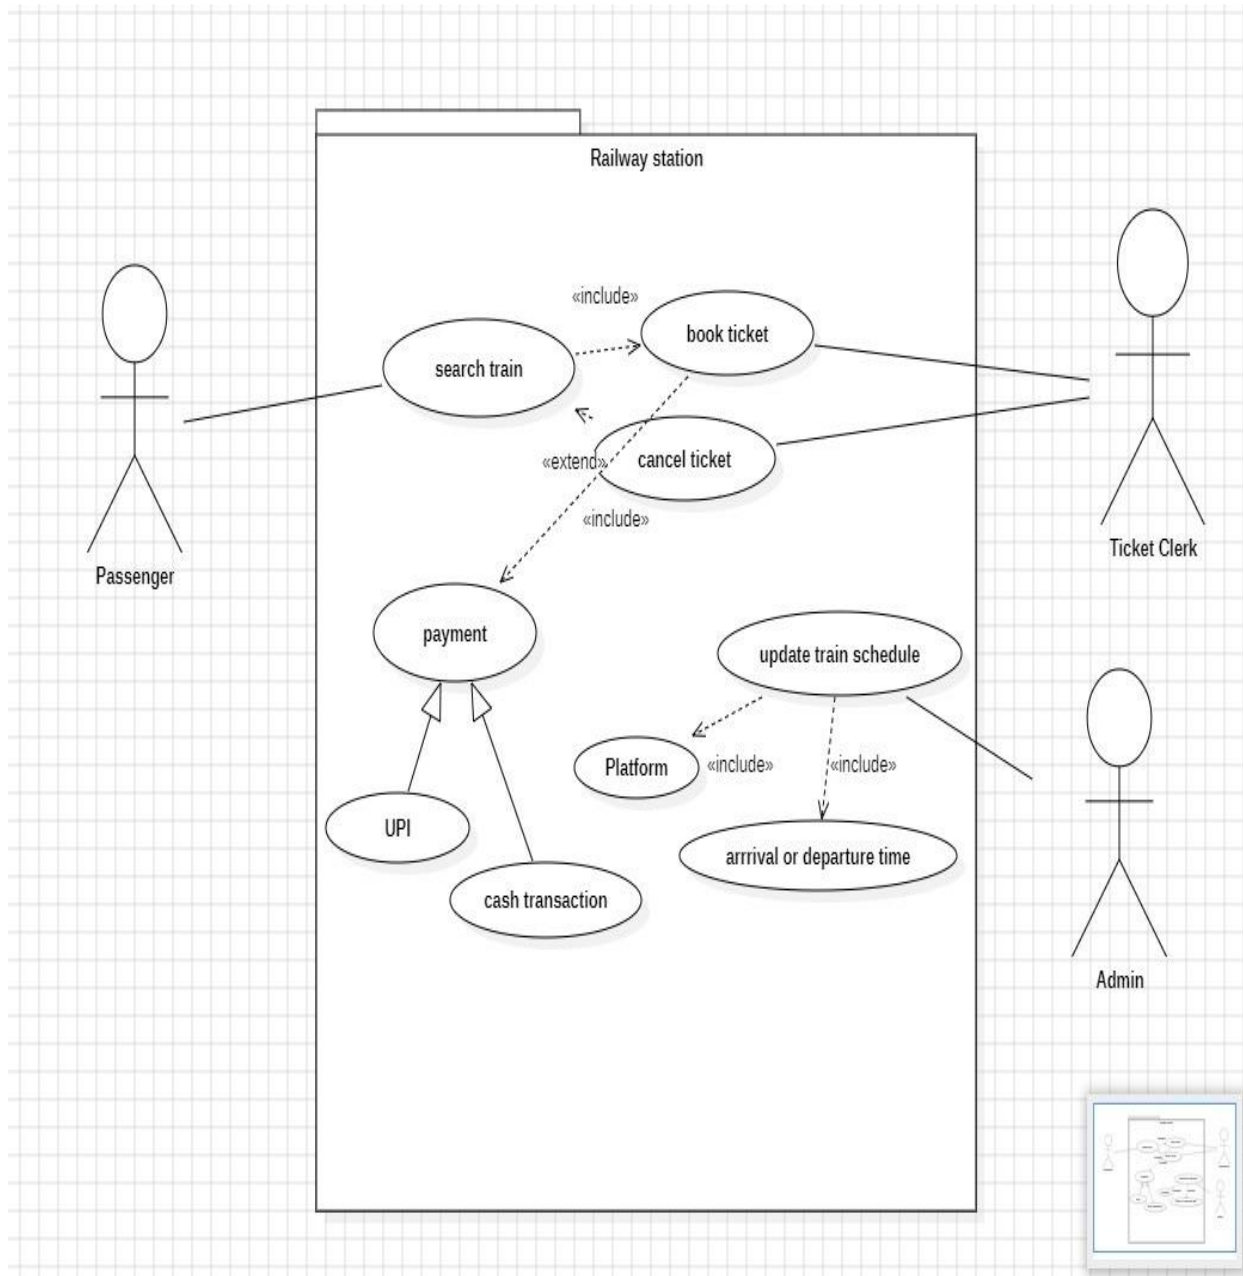 Railway station
«include»
book ticket
search train
«extend»
cancel ticket
«include»
Ticket Clerk
Passenger
payment
update train schedule
Platform
«include»
«include»
UPI
arrrival or departure time
cash transaction
Admin